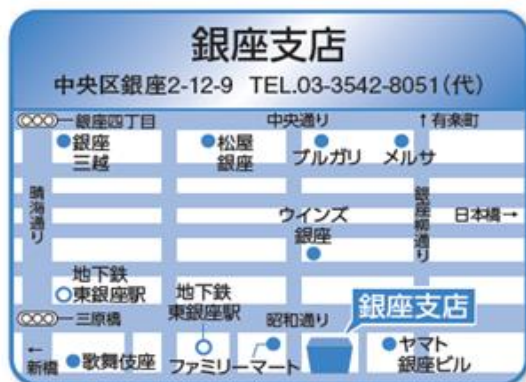 銀座支店
中央区銀座2-12-9 TEL.03-3542-8051(代)
銀座四丁目
中央通り
↑有楽町
銀座
三越
松屋
銀座
ブルガリ
メルサ
晴海通り
ウインズ
銀座
銀座柳通り
日本橋→
地下鉄
東銀座駅
地下鉄
東銀座駅
三原橋
昭和通り
銀座支店
←
新橋
歌舞伎座
ファミリーマート
ヤマト
銀座ビル